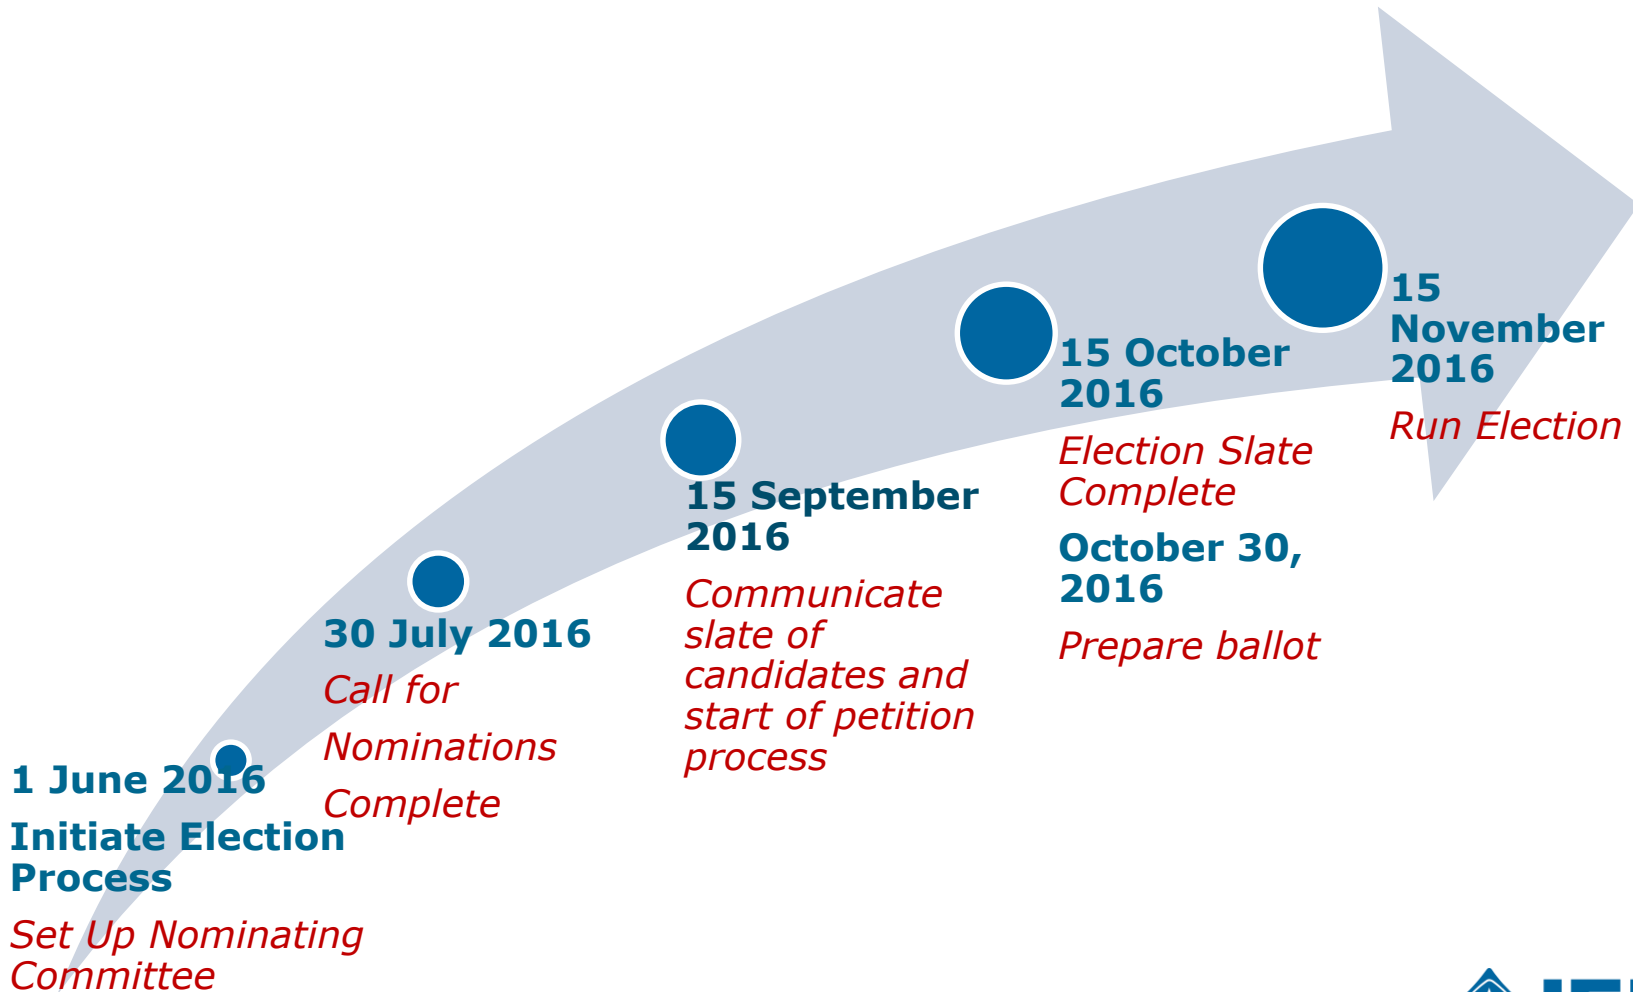 1 June 2016
Initiate Election
Process
Set Up Nominating
Committee
30 July 2016
Call for
Nominations
Complete
15 September
2016
Communicate
slate of
candidates and
start of petition
process
15 October
2016
Election Slate
Complete
October 30,
2016
Prepare ballot
15
November
2016
Run Election